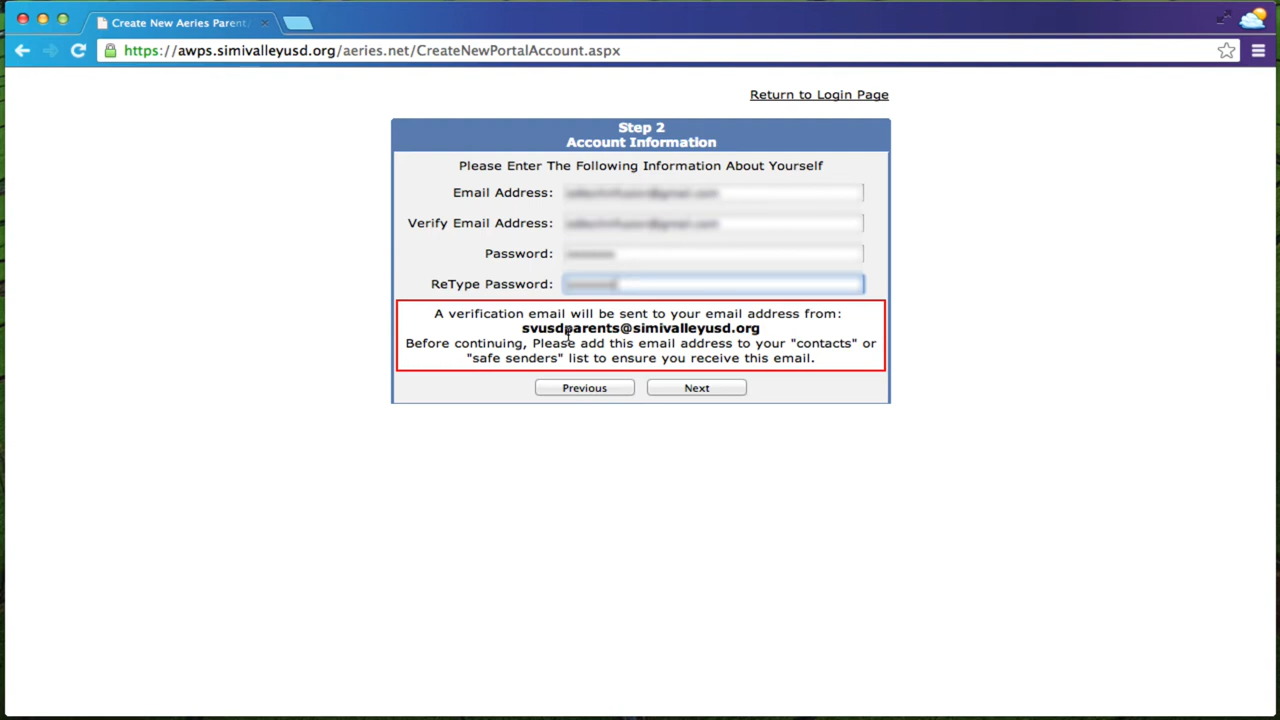 Create New Aeries Parent/
https://awps.simivalleyusd.org/aeries.net/CreateNewPortalAccount.aspx
Return to Login Page
Step 2
Account Information
Please Enter The Following Information About Yourself
Email Address:
Verify Email Address:
Password:
ReType Password:
A verification email will be sent to your email address from:
svusdparents@simivalleyusd.org
Before continuing, Please add this email address to your "contacts" or
"safe senders" list to ensure you receive this email.
Previous Next